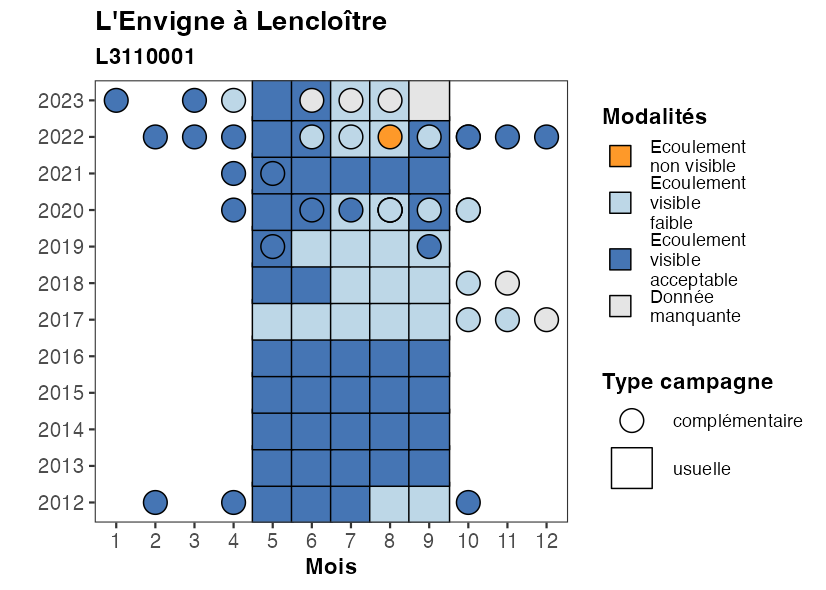 L'Envigne à Lencloître
L3110001
2023
2022
2021
2020
2019
2018
2017
2016
2015
2014
2013
2012
1 2 3 4 5 6 7 8 9 10 11 12
Mois
Modalités
Ecoulement
non visible
Ecoulement
visible
faible
Ecoulement
visible
acceptable
Donnée
manquante
Type campagne
complémentaire
usuelle